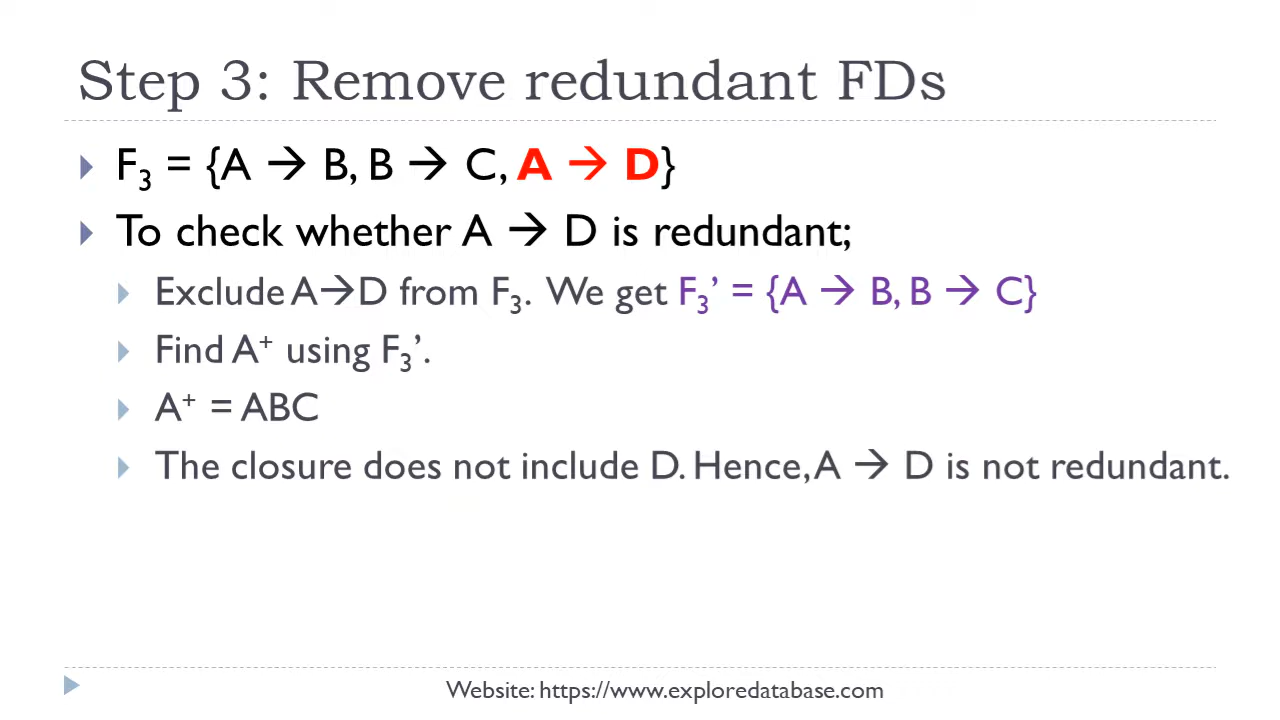 Step 3: Remove redundant FDs
F₃ = {A → B, B → C, A → D}
To check whether A → D is redundant;
Exclude A→D from F₃. We get F₃’ = {A → B, B → C}
Find A⁺ using F₃’.
A⁺ = ABC
The closure does not include D. Hence, A → D is not redundant.
Website: https://www.exploredatabase.com